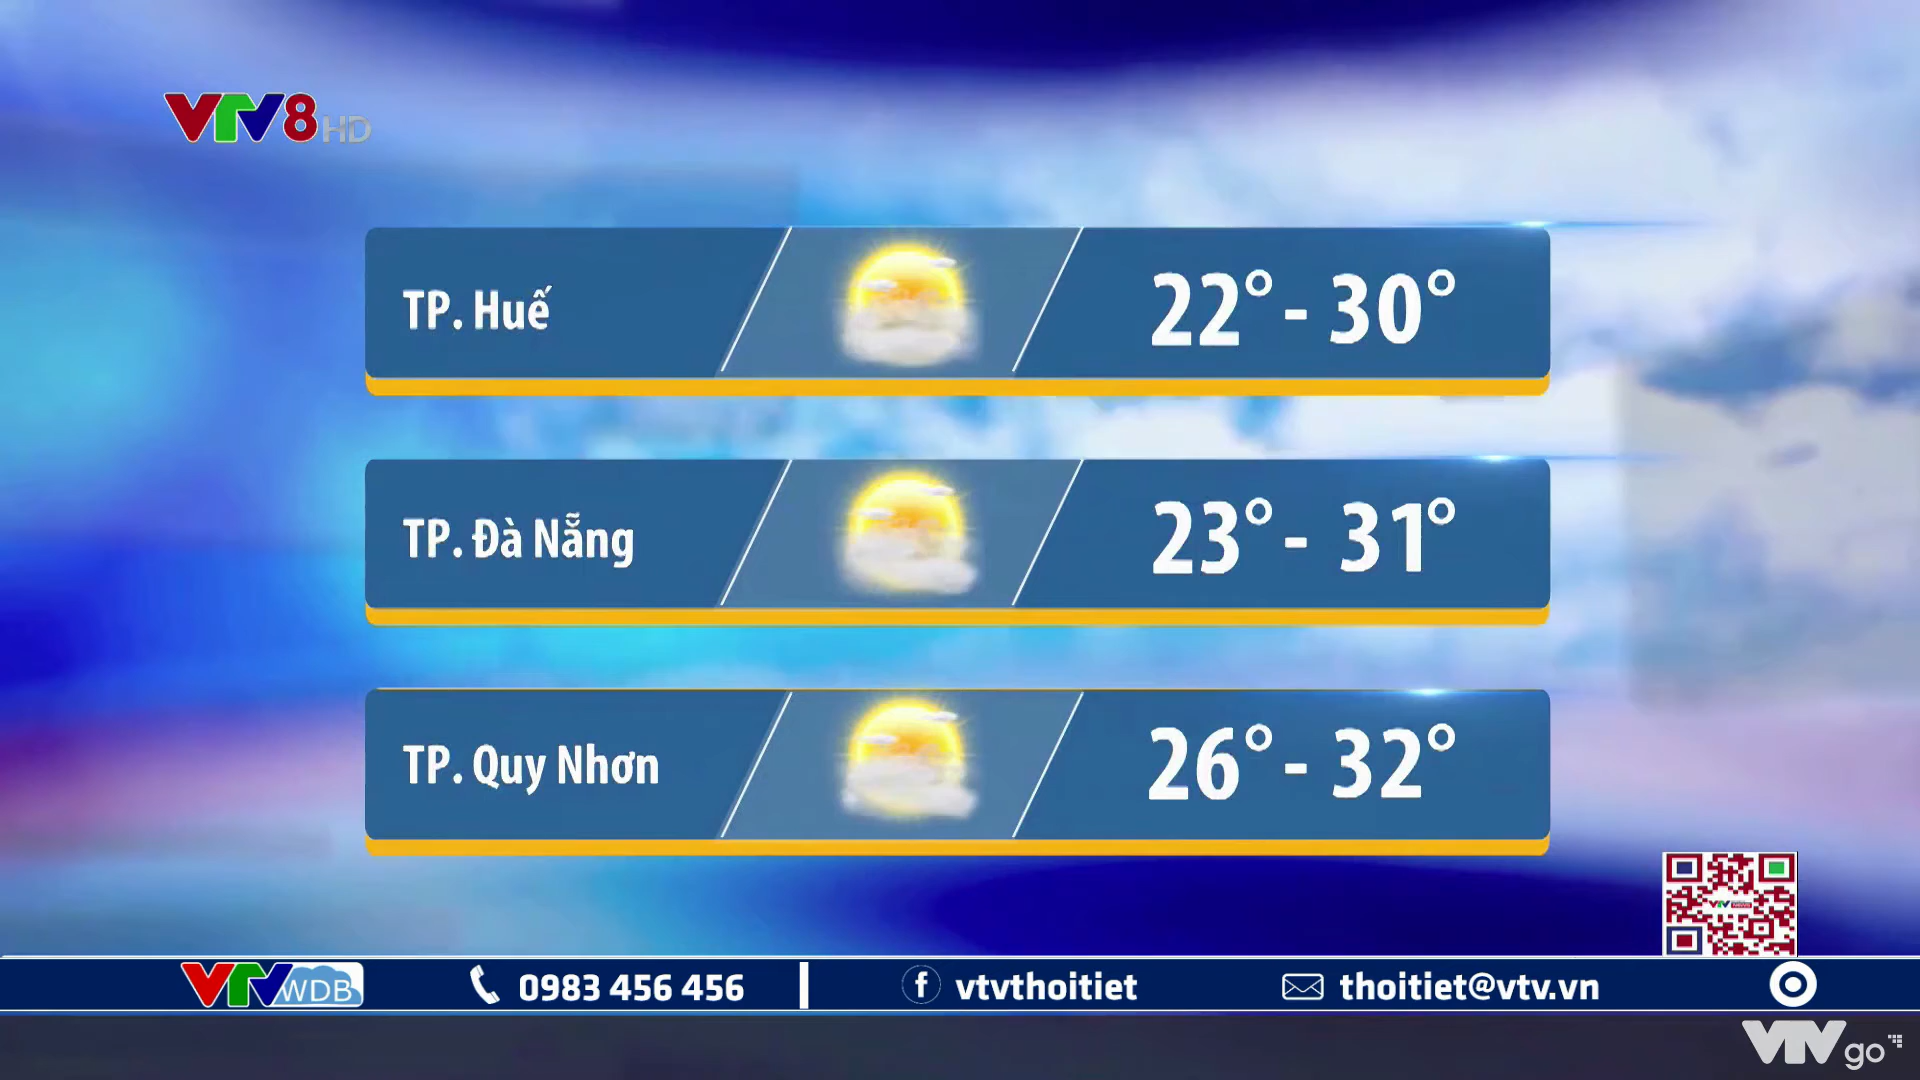 VTV8 HD
TP. Huế 22° - 30°
TP. Đà Nẵng 23° - 31°
TP. Quy Nhơn 26° - 32°
VTV WDB 0983 456 456 vtvthoitiet thoitiet@vtv.vn
VTV go